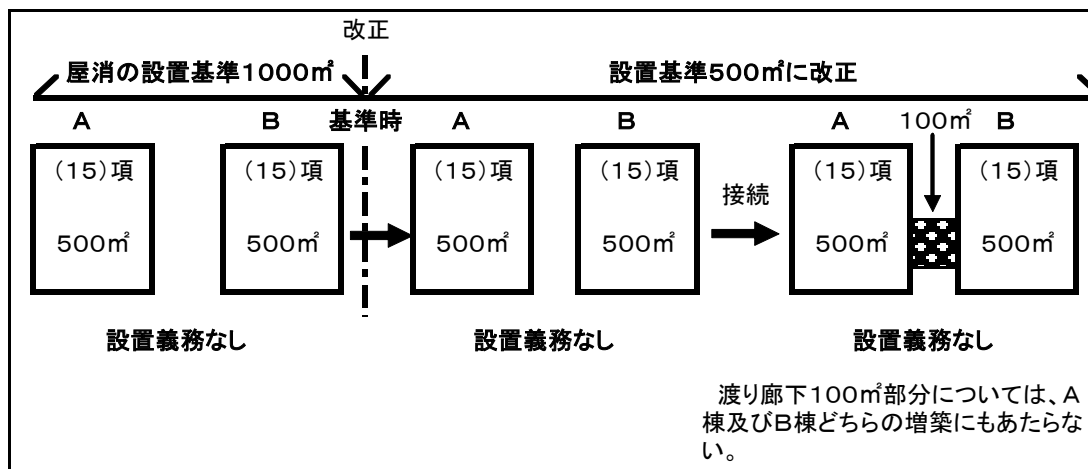 改正
屋消の設置基準1000㎡
設置基準500㎡に改正
A B 基準時 A B A 100㎡ B
(15)項 (15)項 (15)項 (15)項 (15)項 (15)項
接続
500㎡ 500㎡ 500㎡ 500㎡ 500㎡ 500㎡
設置義務なし 設置義務なし 設置義務なし
渡り廊下100㎡部分については、A
棟及びB棟どちらの増築にもあたらな
い。